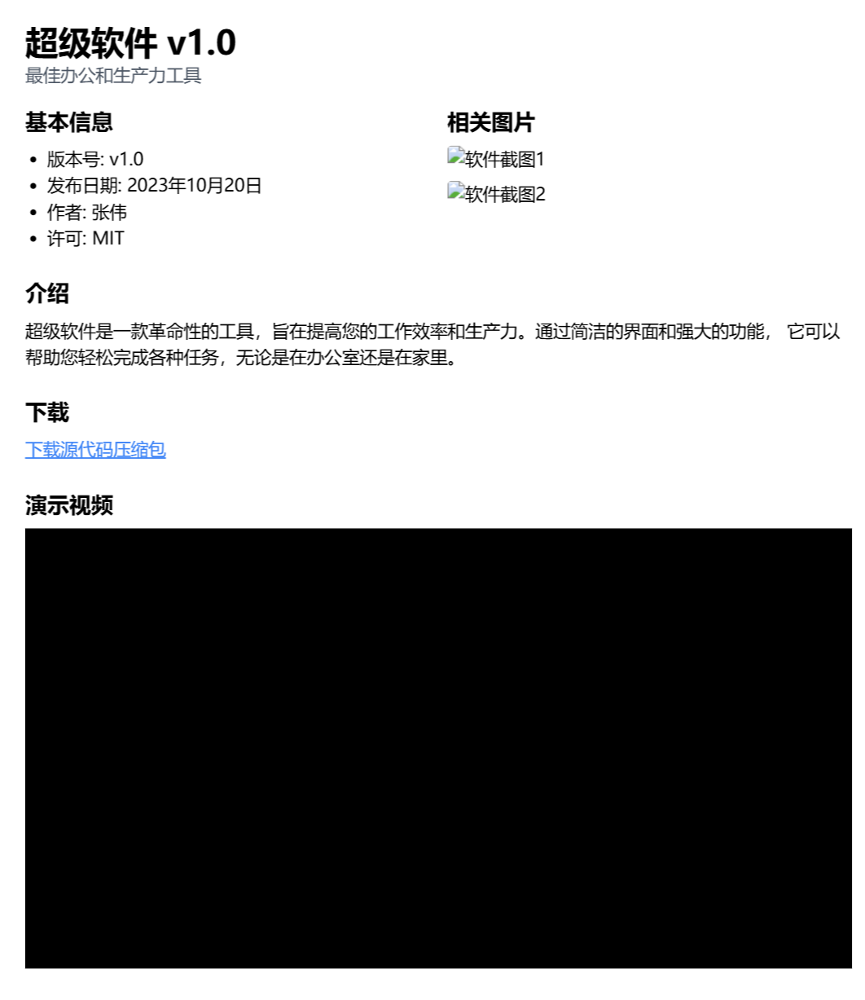 超级软件 v1.0
最佳办公和生产力工具
基本信息
版本号: v1.0
发布日期: 2023年10月20日
作者: 张伟
许可: MIT
相关图片
软件截图1
软件截图2
介绍
超级软件是一款革命性的工具，旨在提高您的工作效率和生产力。通过简洁的界面和强大的功能， 它可以
帮助您轻松完成各种任务，无论是在办公室还是在家里。
下载
下载源代码压缩包
演示视频